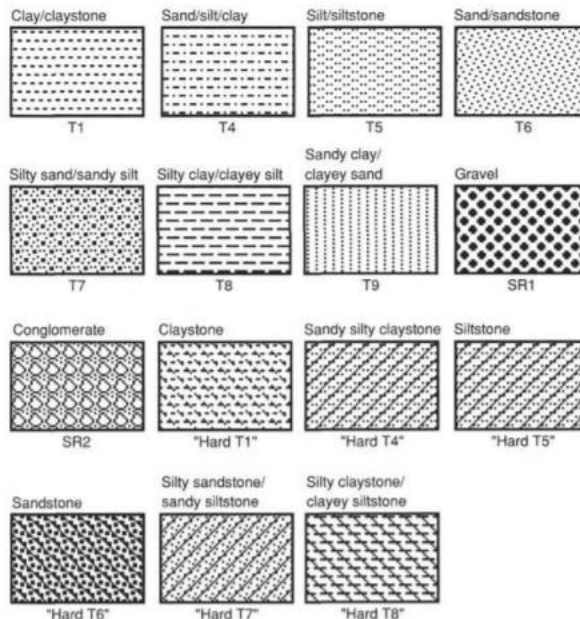 Clay/claystone
Sand/silt/clay
Silt/siltstone
Sand/sandstone
T1
T4
T5
T6
Silty sand/sandy silt
Silty clay/clayey silt
Sandy clay/
clayey sand
Gravel
T7
T8
T9
SR1
Conglomerate
Claystone
Sandy silty claystone
Siltstone
SR2
"Hard T1"
"Hard T4"
"Hard T5"
Sandstone
Silty sandstone/
sandy siltstone
Silty claystone/
clayey siltstone
"Hard T6"
"Hard T7"
"Hard T8"